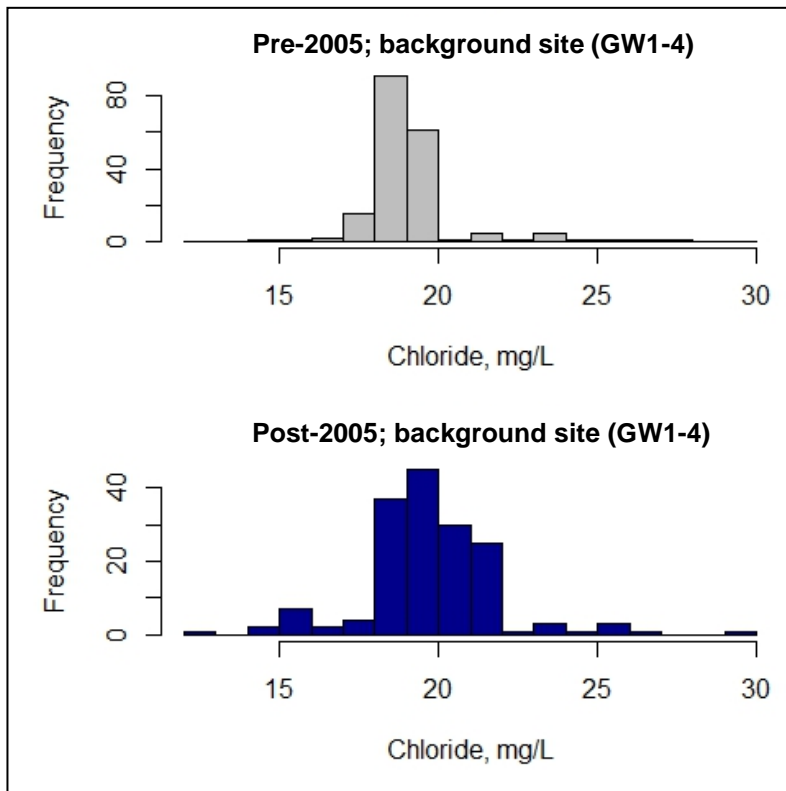 Pre-2005; background site (GW1-4)
Frequency
80
40
0
15 20 25 30
Chloride, mg/L
Post-2005; background site (GW1-4)
Frequency
40
20
0
15 20 25 30
Chloride, mg/L